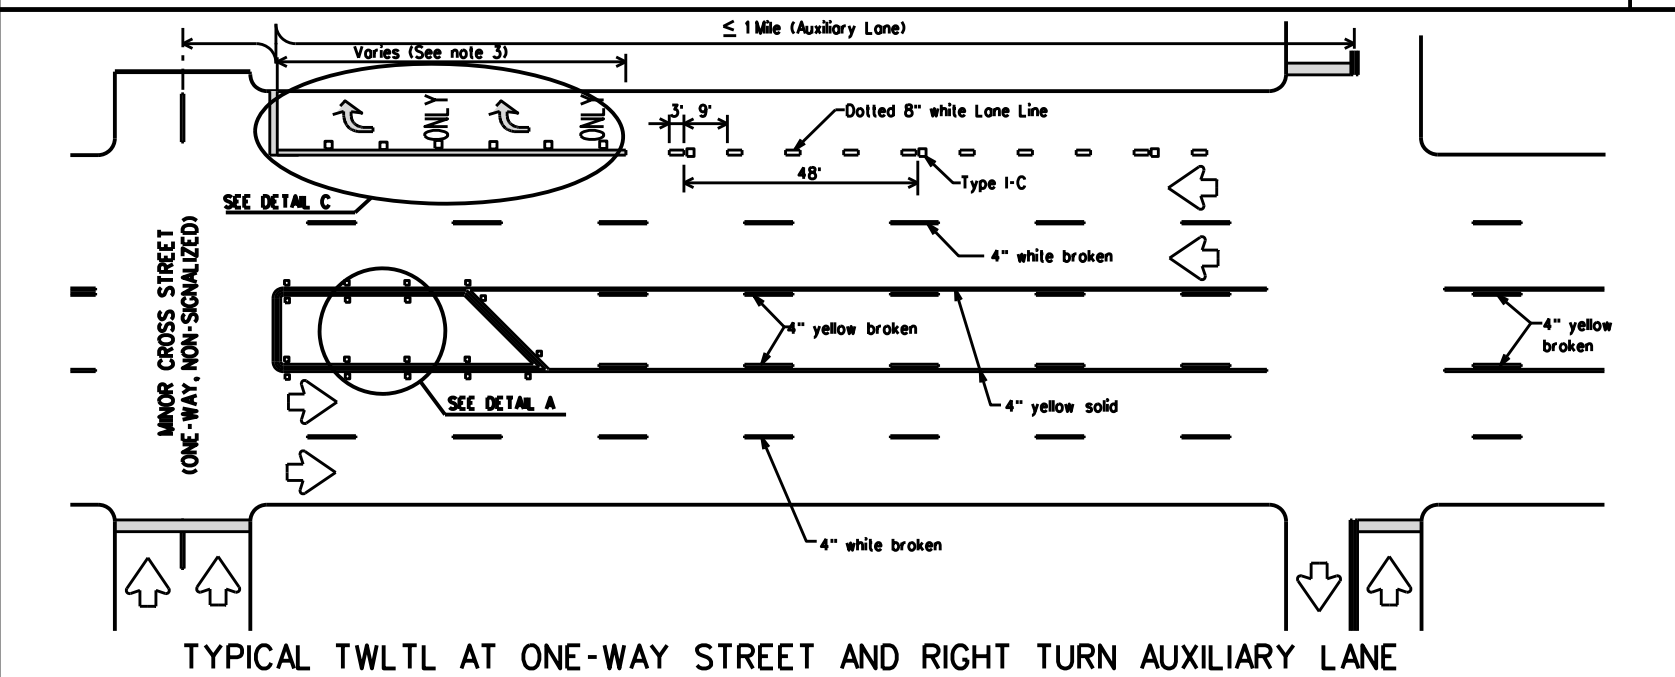 ≤ 1 Mile (Auxiliary Lane)
Varies (See note 3)
ONLY
ONLY
3'
9'
Dotted 8" white Lane Line
48'
Type I-C
SEE DETAIL C
4" while broken
MINOR CROSS STREET
(ONE-WAY, NON-SIGNALIZED)
4" yellow broken
4" yellow
broken
SEE DETAIL A
4" yellow solid
4" while broken
TYPICAL TWLTL AT ONE-WAY STREET AND RIGHT TURN AUXILIARY LANE